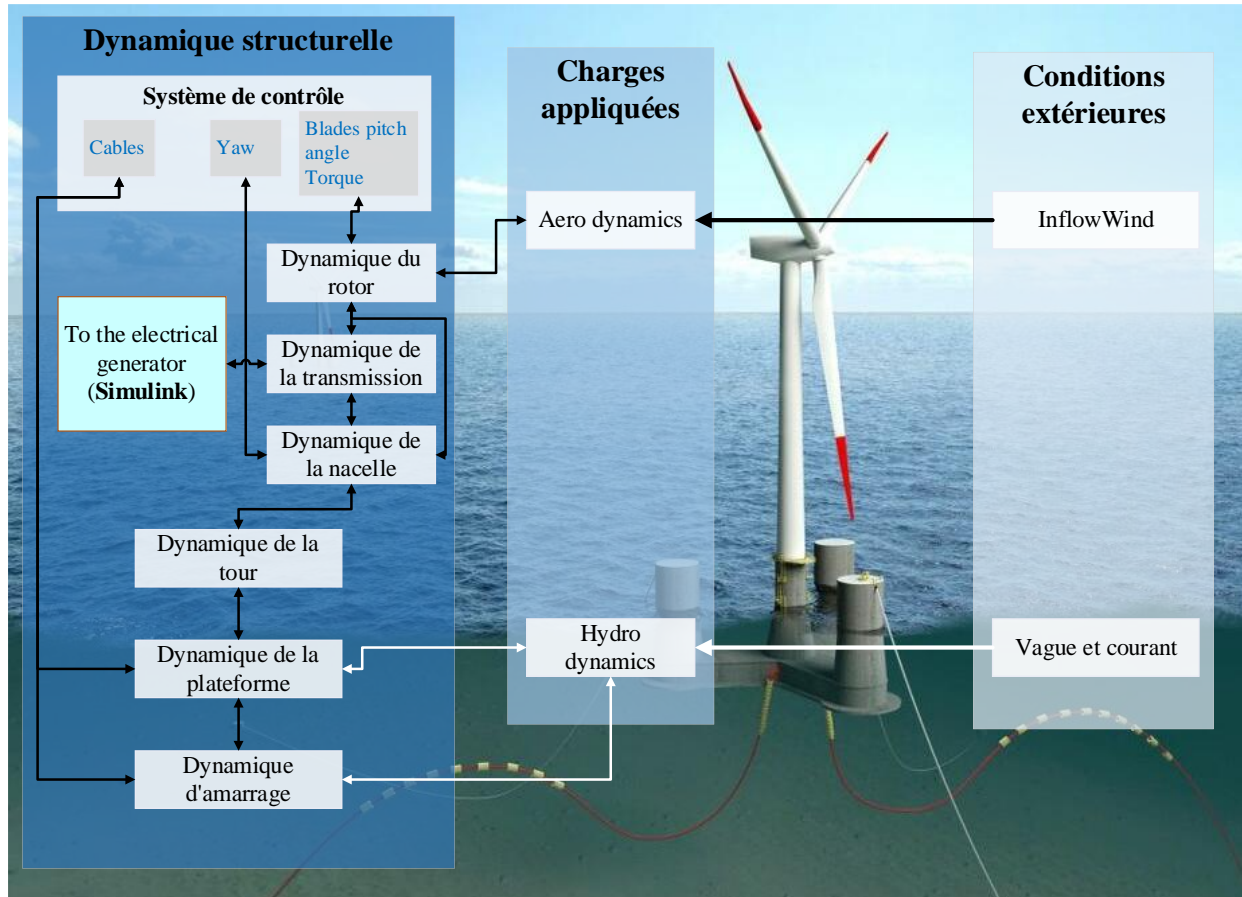 Dynamique structurelle
Système de contrôle
Cables
Yaw
Blades pitch
angle
Torque
Dynamique du
rotor
To the electrical
generator
(Simulink)
Dynamique de
la transmission
Dynamique de
la nacelle
Dynamique de la
tour
Dynamique de la
plateforme
Dynamique
d'amarrage
Charges
appliquées
Aero dynamics
Hydro
dynamics
Conditions
extérieures
InflowWind
Vague et courant